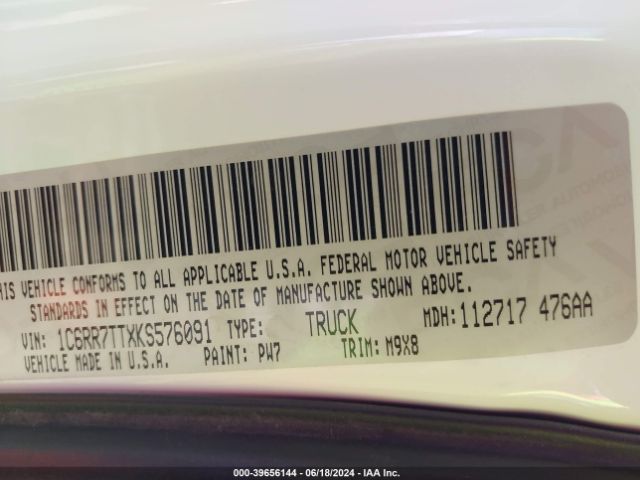 THIS VEHICLE CONFORMS TO ALL APPLICABLE U.S.A. FEDERAL MOTOR VEHICLE SAFETY
STANDARDS IN EFFECT ON THE DATE OF MANUFACTURE SHOWN ABOVE.
VIN: 1C6RR7TTXKS576091 TYPE: TRUCK MDH: 112717 476AA
VEHICLE MADE IN U.S.A. PAINT: PW7 TRIM: M9X8
000-39656144 - 06/18/2024 - IAA Inc.